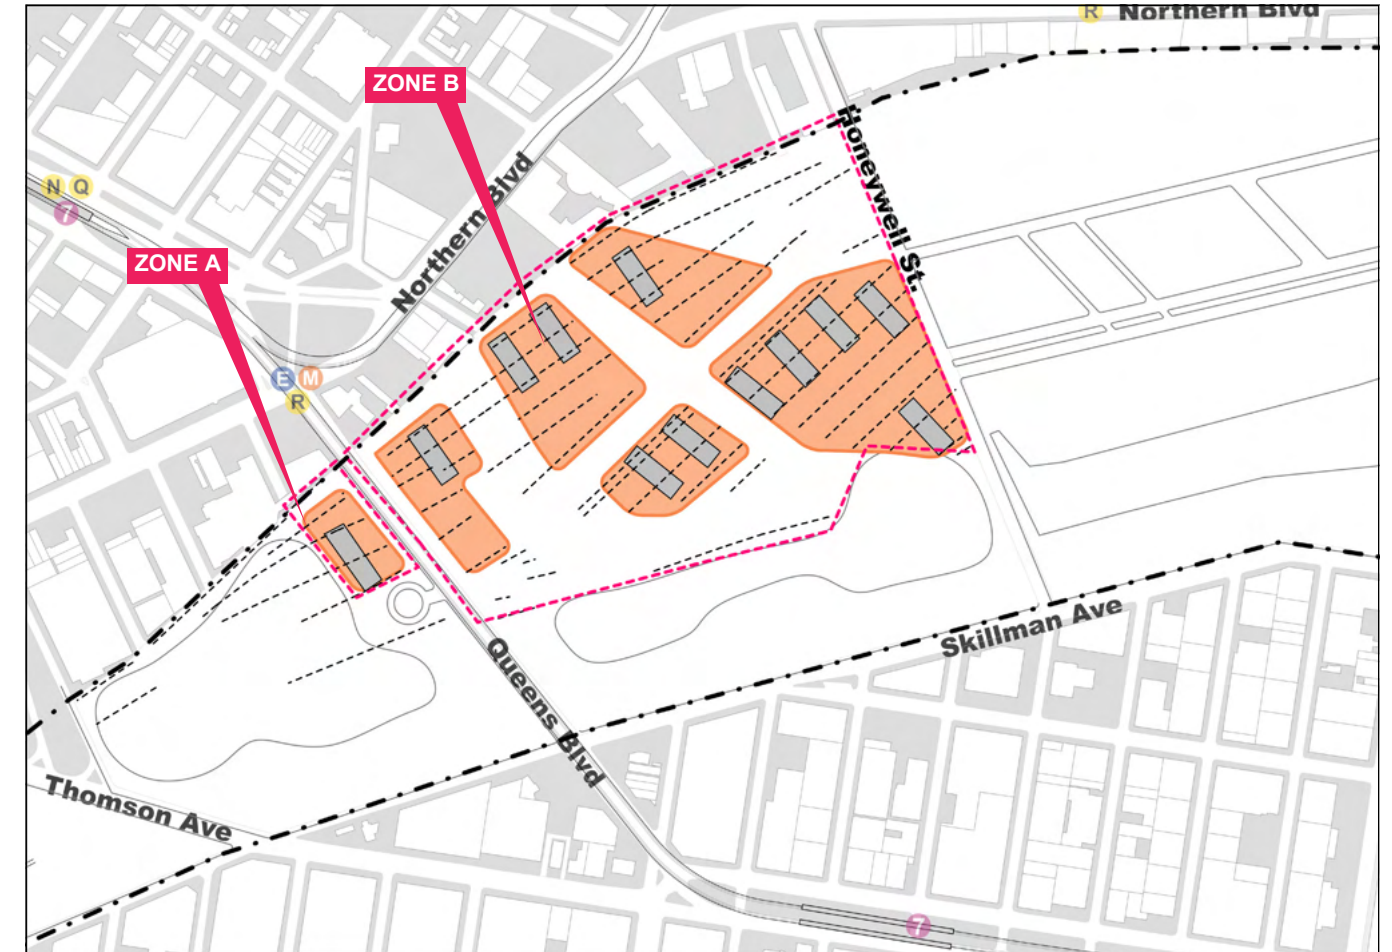 R Northern Blvd
ZONE B
Honeywell St.
N Q
7
Northern Blvd
ZONE A
E M
R
Skillman Ave
Queens Blvd
Thomson Ave
7